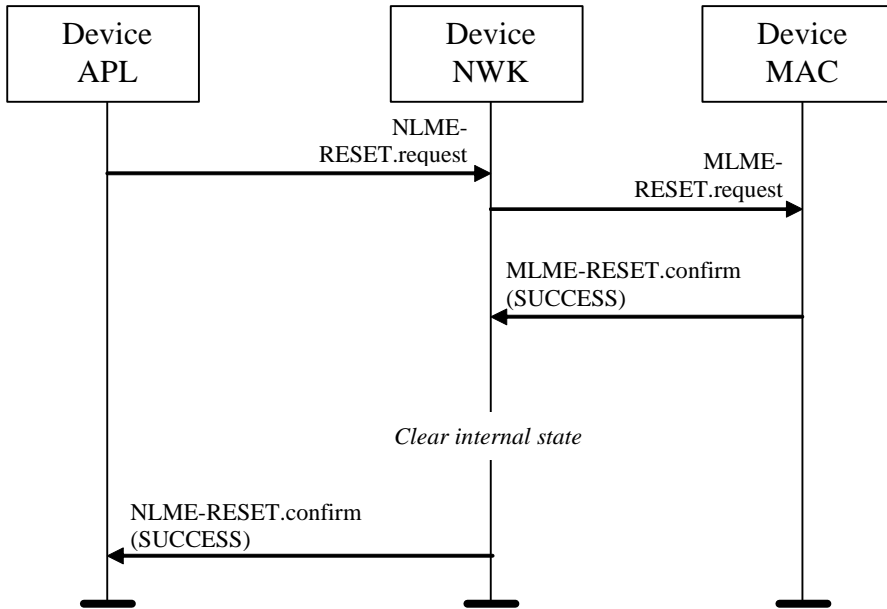 Device
APL
Device
NWK
Device
MAC
NLME-
RESET.request
MLME-
RESET.request
MLME-RESET.confirm
(SUCCESS)
Clear internal state
NLME-RESET.confirm
(SUCCESS)